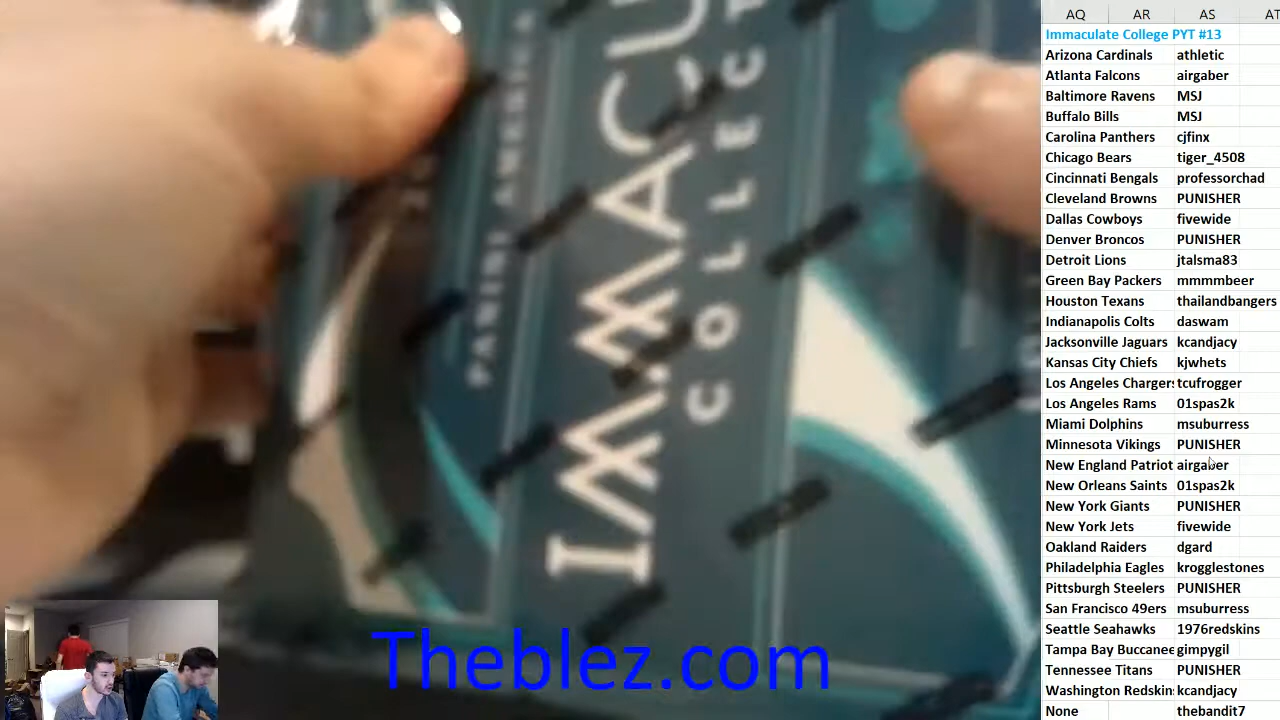 PANINI AMERICA
IMMACU
COLLECT
Theblez.com
AQ AR AS AT
Immaculate College PYT #13
Arizona Cardinals athletic
Atlanta Falcons airgaber
Baltimore Ravens MSJ
Buffalo Bills MSJ
Carolina Panthers cjfinx
Chicago Bears tiger_4508
Cincinnati Bengals professorchad
Cleveland Browns PUNISHER
Dallas Cowboys fivewide
Denver Broncos PUNISHER
Detroit Lions jtalsma83
Green Bay Packers mmmmbeer
Houston Texans thailandbangers
Indianapolis Colts daswam
Jacksonville Jaguars kcandjacy
Kansas City Chiefs kjwhets
Los Angeles Chargers tcufrogger
Los Angeles Rams 01spas2k
Miami Dolphins msuburress
Minnesota Vikings PUNISHER
New England Patriot airgaber
New Orleans Saints 01spas2k
New York Giants PUNISHER
New York Jets fivewide
Oakland Raiders dgard
Philadelphia Eagles krogglestones
Pittsburgh Steelers PUNISHER
San Francisco 49ers msuburress
Seattle Seahawks 1976redskins
Tampa Bay Buccanee gimpygil
Tennessee Titans PUNISHER
Washington Redskins kcandjacy
None thebandit7